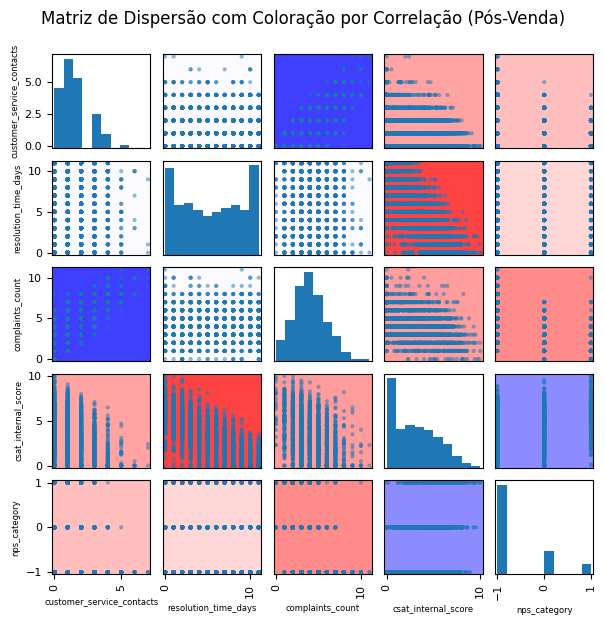 Matriz de Dispersão com Coloração por Correlação (Pós-Venda)
customer_service_contacts
5.0
2.5
0.0
resolution_time_days
10
5
0
complaints_count
10
5
0
csat_internal_score
10
5
0
nps_category
1
0
−1
0
5
0
10
0
10
0
10
−1
0
1
customer_service_contacts
resolution_time_days
complaints_count
csat_internal_score
nps_category